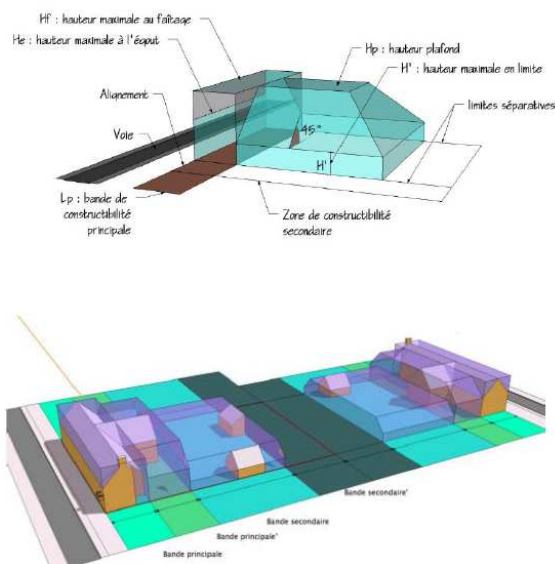 Hf : hauteur maximale au faîtage
He : hauteur maximale à l'égout
Hp : hauteur plafond
H' : hauteur maximale en limite
Alignement
limites séparatives
Voie
45°
H'
Lp : bande de
constructibilité
principale
Zone de constructibilité
secondaire
Bande secondaire'
Bande secondaire
Bande principale'
Bande principale